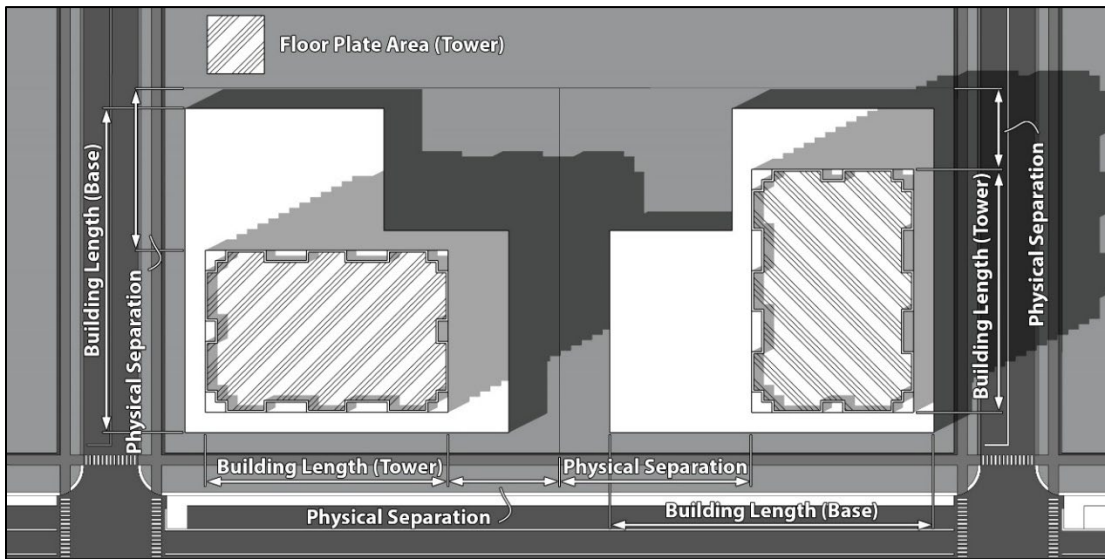 Floor Plate Area (Tower)
Building Length (Base)
Physical Separation
Physical Separation
Building Length (Tower)
Building Length (Tower)
Physical Separation
Physical Separation
Building Length (Base)